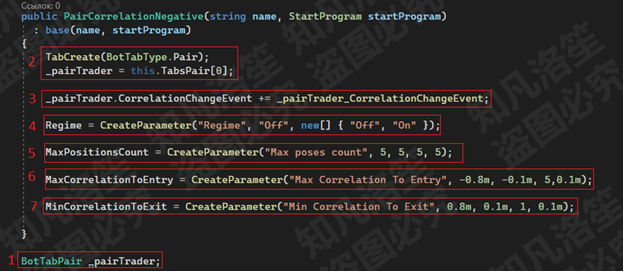 Ссылок: 0
public PairCorrelationNegative(string name, StartProgram startProgram)
: base(name, startProgram)
{
2 TabCreate(BotTabType.Pair);
_pairTrader = this.TabsPair[0];
3 _pairTrader.CorrelationChangeEvent += _pairTrader_CorrelationChangeEvent;
4 Regime = CreateParameter("Regime", "Off", new[] { "Off", "On" });
5 MaxPositionsCount = CreateParameter("Max poses count", 5, 5, 5, 5);
6 MaxCorrelationToEntry = CreateParameter("Max Correlation To Entry", -0.8m, -0.1m, 5,0.1m);
7 MinCorrelationToExit = CreateParameter("Min Correlation To Exit", 0.8m, 0.1m, 1, 0.1m);
}
1 BotTabPair _pairTrader;